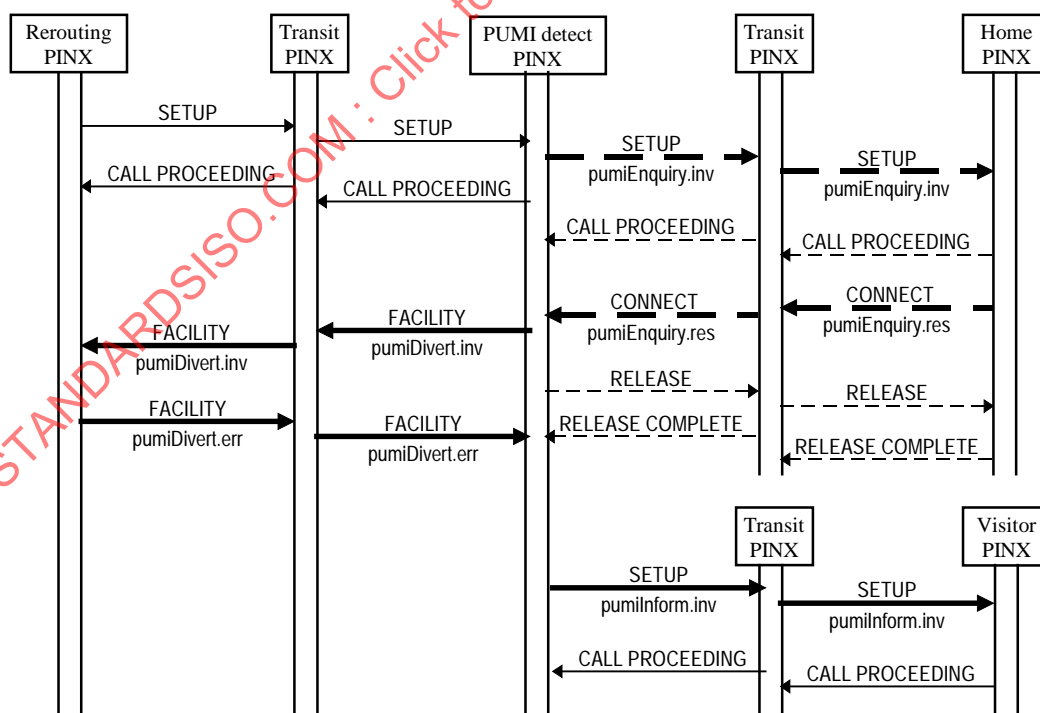 Rerouting
PINX
Transit
PINX
PUMI detect
PINX
Transit
PINX
Home
PINX
SETUP
SETUP
SETUP
pumiEnquiry.inv
SETUP
pumiEnquiry.inv
CALL PROCEEDING
CALL PROCEEDING
CALL PROCEEDING
CALL PROCEEDING
CONNECT
pumiEnquiry.res
CONNECT
pumiEnquiry.res
FACILITY
pumiDivert.inv
FACILITY
pumiDivert.inv
RELEASE
RELEASE
FACILITY
pumiDivert.err
FACILITY
pumiDivert.err
RELEASE COMPLETE
RELEASE COMPLETE
Transit
PINX
Visitor
PINX
SETUP
pumiInform.inv
SETUP
pumiInform.inv
CALL PROCEEDING
CALL PROCEEDING
STANDARDSISO.COM : Click to